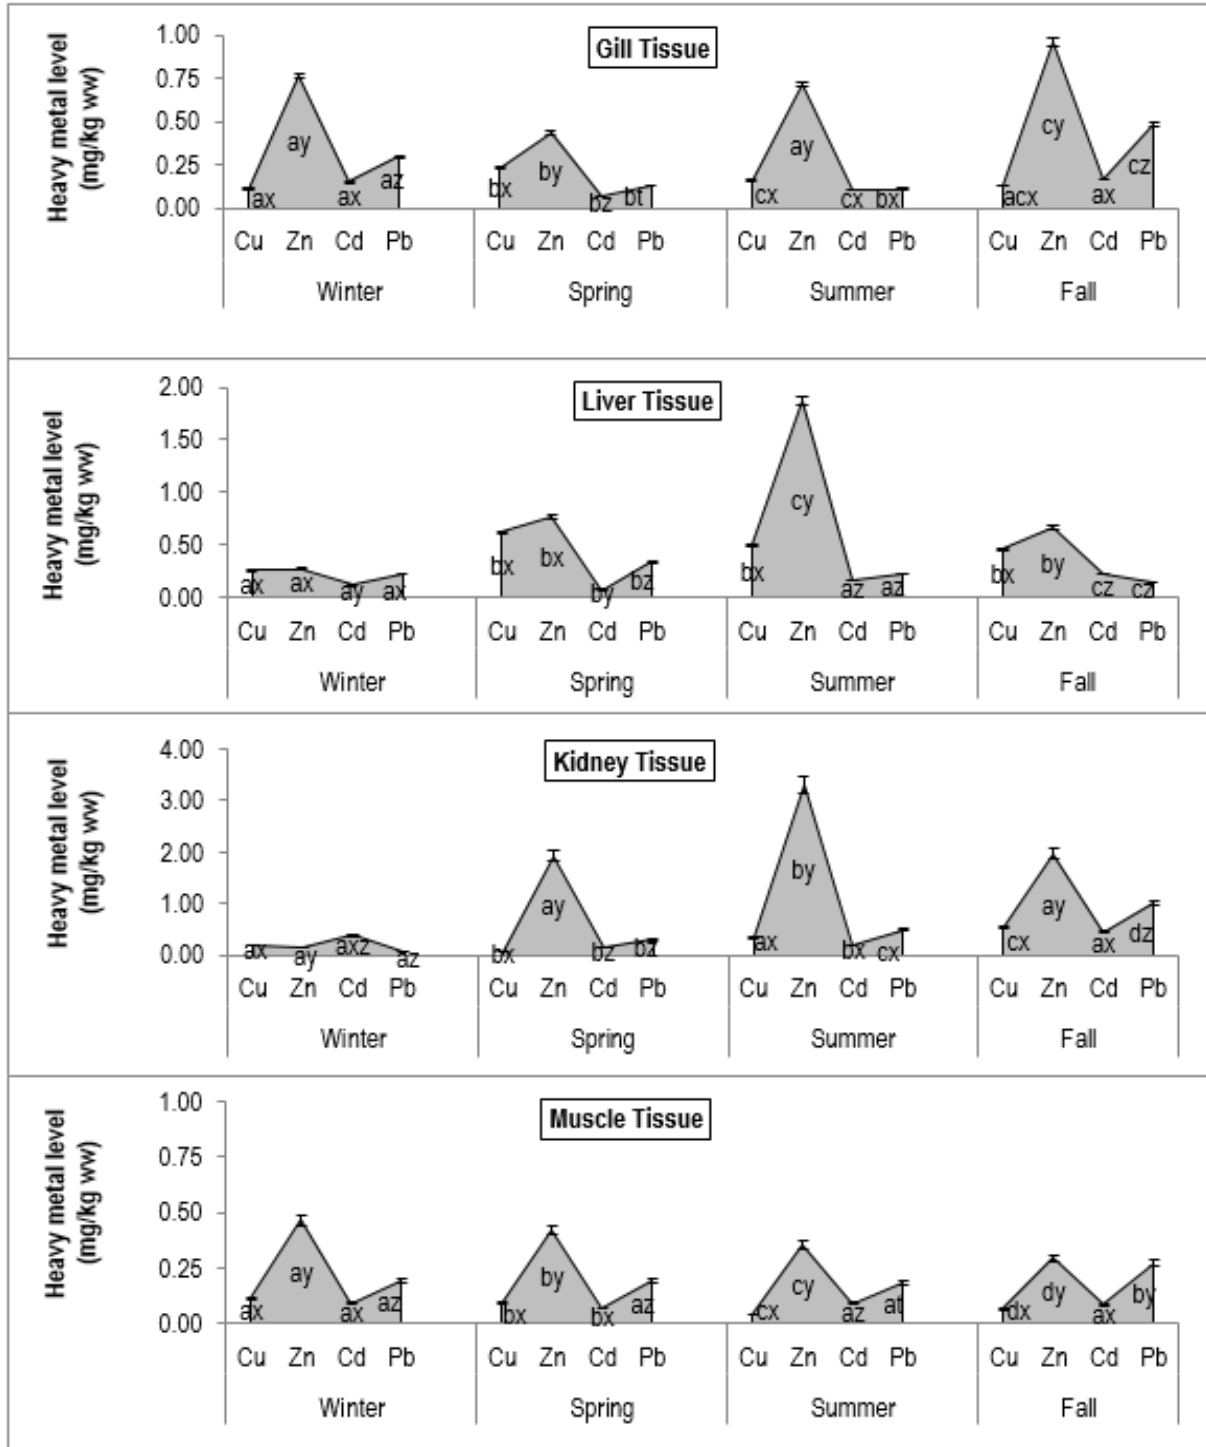 Gill Tissue
Heavy metal level
(mg/kg ww)
1.00
0.75
0.50
0.25
0.00
ax ay ax az bx by bz bt cx ay cx bx acx cy ax cz
Cu Zn Cd Pb Cu Zn Cd Pb Cu Zn Cd Pb Cu Zn Cd Pb
Winter Spring Summer Fall
Liver Tissue
Heavy metal level
(mg/kg ww)
2.00
1.50
1.00
0.50
0.00
ax ax ay ax bx bx by bz bx cy az az bx by cz cz
Cu Zn Cd Pb Cu Zn Cd Pb Cu Zn Cd Pb Cu Zn Cd Pb
Winter Spring Summer Fall
Kidney Tissue
Heavy metal level
(mg/kg ww)
4.00
3.00
2.00
1.00
0.00
ax ay axz az bx ay bz bz ax by bx cx cx ay ax dz
Cu Zn Cd Pb Cu Zn Cd Pb Cu Zn Cd Pb Cu Zn Cd Pb
Winter Spring Summer Fall
Muscle Tissue
Heavy metal level
(mg/kg ww)
1.00
0.75
0.50
0.25
0.00
ax ay ax az bx by bx az cx cy az at dx dy ax by
Cu Zn Cd Pb Cu Zn Cd Pb Cu Zn Cd Pb Cu Zn Cd Pb
Winter Spring Summer Fall